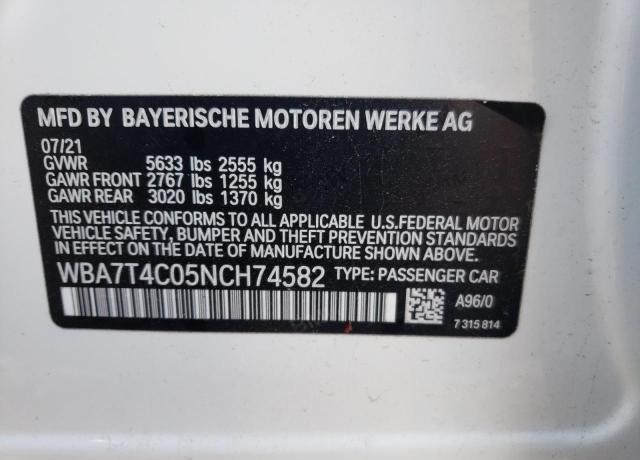 MFD BY BAYERISCHE MOTOREN WERKE AG
07/21
GVWR 5633 lbs 2555 kg
GAWR FRONT 2767 lbs 1255 kg
GAWR REAR 3020 lbs 1370 kg
THIS VEHICLE CONFORMS TO ALL APPLICABLE U.S.FEDERAL MOTOR
VEHICLE SAFETY, BUMPER AND THEFT PREVENTION STANDARDS
IN EFFECT ON THE DATE OF MANUFACTURE SHOWN ABOVE.
WBA7T4C05NCH74582 TYPE: PASSENGER CAR
A96/0
7 315 814